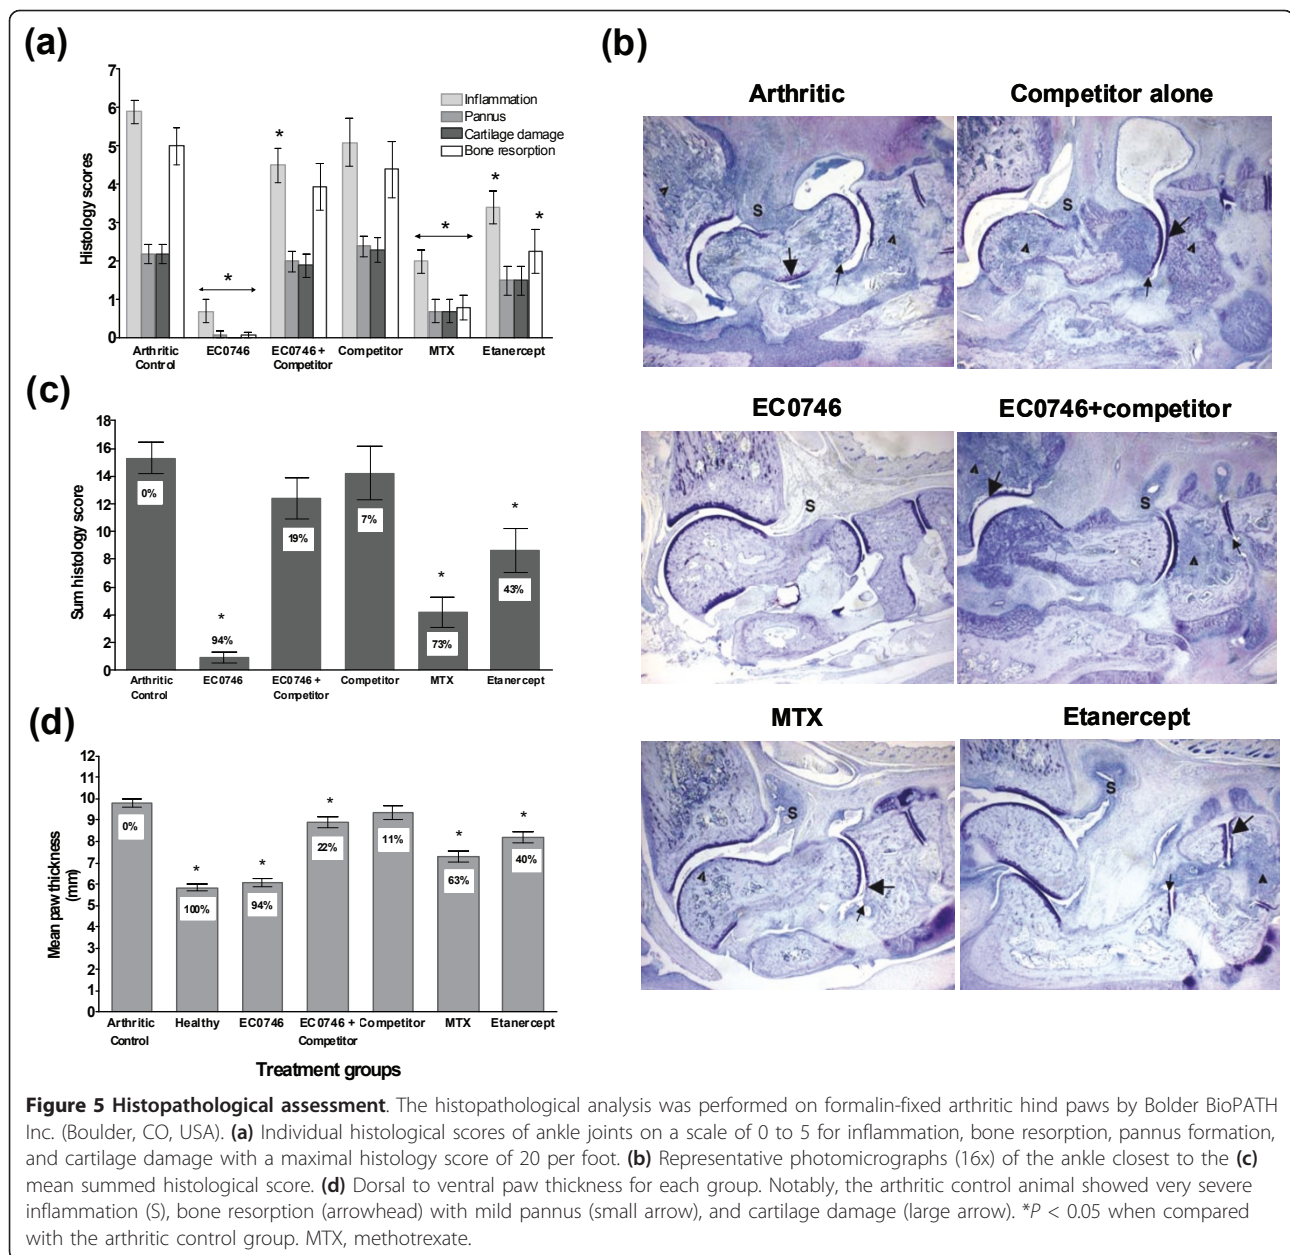 (a)
7
6
5
4
3
2
1
0
Histology scores
Inflammation
Pannus
Cartilage damage
Bone resorption
*
*
*
*
*
Arthritic Control
EC0746
EC0746 + Competitor
Competitor
MTX
Etanercept
(b)
Arthritic
Competitor alone
S
S
EC0746
EC0746+competitor
S
S
MTX
Etanercept
S
S
(c)
18
16
14
12
10
8
6
4
2
0
Sum histology score
0%
*
94%
19%
7%
*
73%
*
43%
Arthritic Control
EC0746
EC0746 + Competitor
Competitor
MTX
Etanercept
(d)
12
11
10
9
8
7
6
5
4
3
2
1
0
Mean paw thickness (mm)
0%
*
100%
*
94%
*
22%
11%
*
63%
*
40%
Arthritic Control
Healthy
EC0746
EC0746 + Competitor
Competitor
MTX
Etanercept
Treatment groups
Figure 5 Histopathological assessment. The histopathological analysis was performed on formalin-fixed arthritic hind paws by Bolder BioPATH
Inc. (Boulder, CO, USA). (a) Individual histological scores of ankle joints on a scale of 0 to 5 for inflammation, bone resorption, pannus formation,
and cartilage damage with a maximal histology score of 20 per foot. (b) Representative photomicrographs (16x) of the ankle closest to the (c)
mean summed histological score. (d) Dorsal to ventral paw thickness for each group. Notably, the arthritic control animal showed very severe
inflammation (S), bone resorption (arrowhead) with mild pannus (small arrow), and cartilage damage (large arrow). *P < 0.05 when compared
with the arthritic control group. MTX, methotrexate.